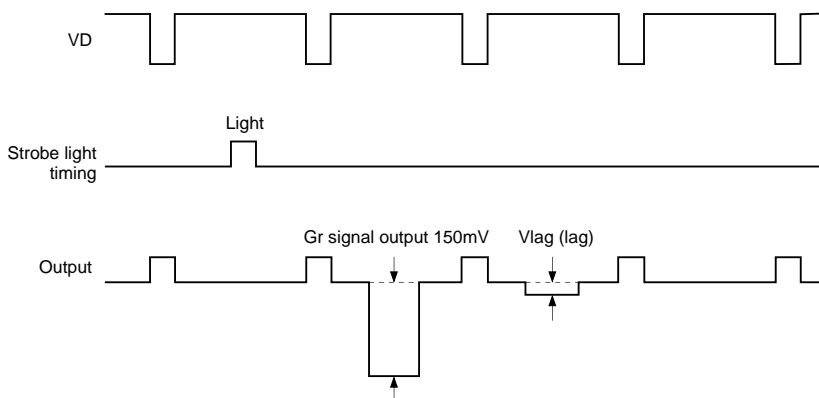 VD
Light
Strobe light
timing
Gr signal output 150mV
Vlag (lag)
Output